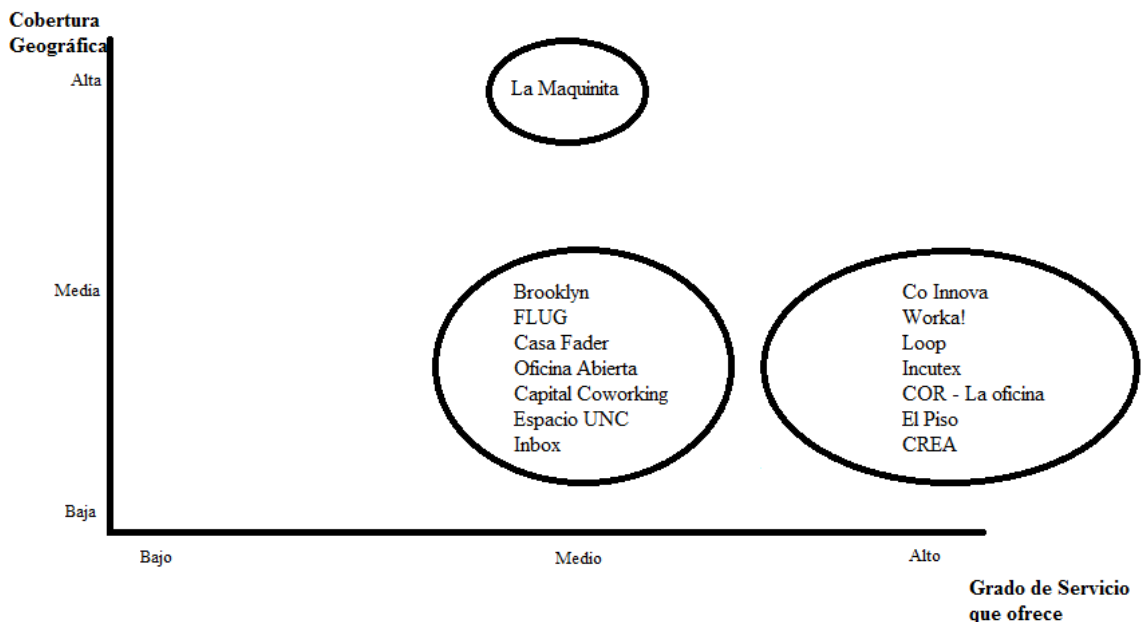 Cobertura
Geográfica
Alta
La Maquinita
Media
Brooklyn
FLUG
Casa Fader
Oficina Abierta
Capital Coworking
Espacio UNC
Inbox
Co Innova
Worka!
Loop
Incutex
COR - La oficina
El Piso
CREA
Baja
Bajo
Medio
Alto
Grado de Servicio
que ofrece